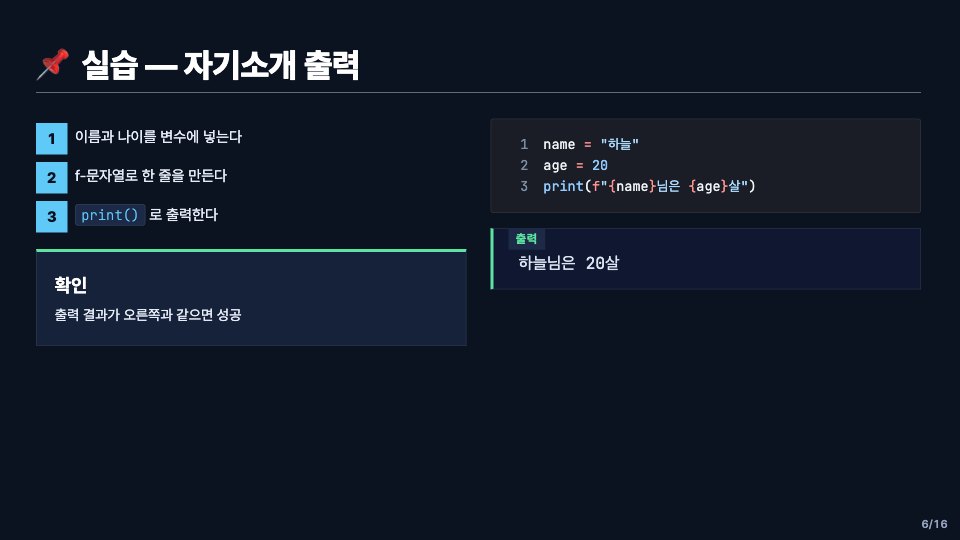 📌 실습 — 자기소개 출력
1 이름과 나이를 변수에 넣는다
2 f-문자열로 한 줄을 만든다
3 print() 로 출력한다
확인
출력 결과가 오른쪽과 같으면 성공
1 name = "하늘"
2 age = 20
3 print(f"{name}님은 {age}살")
출력
하늘님은 20살
6/16